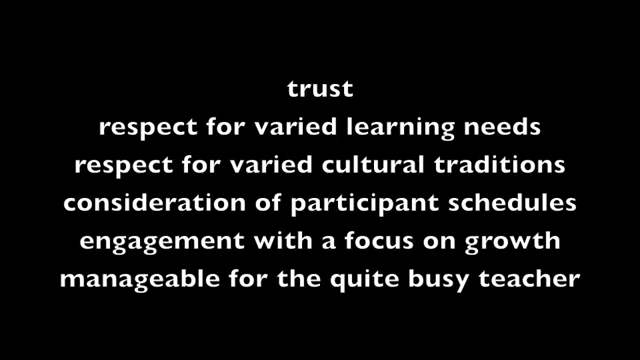 trust
respect for varied learning needs
respect for varied cultural traditions
consideration of participant schedules
engagement with a focus on growth
manageable for the quite busy teacher